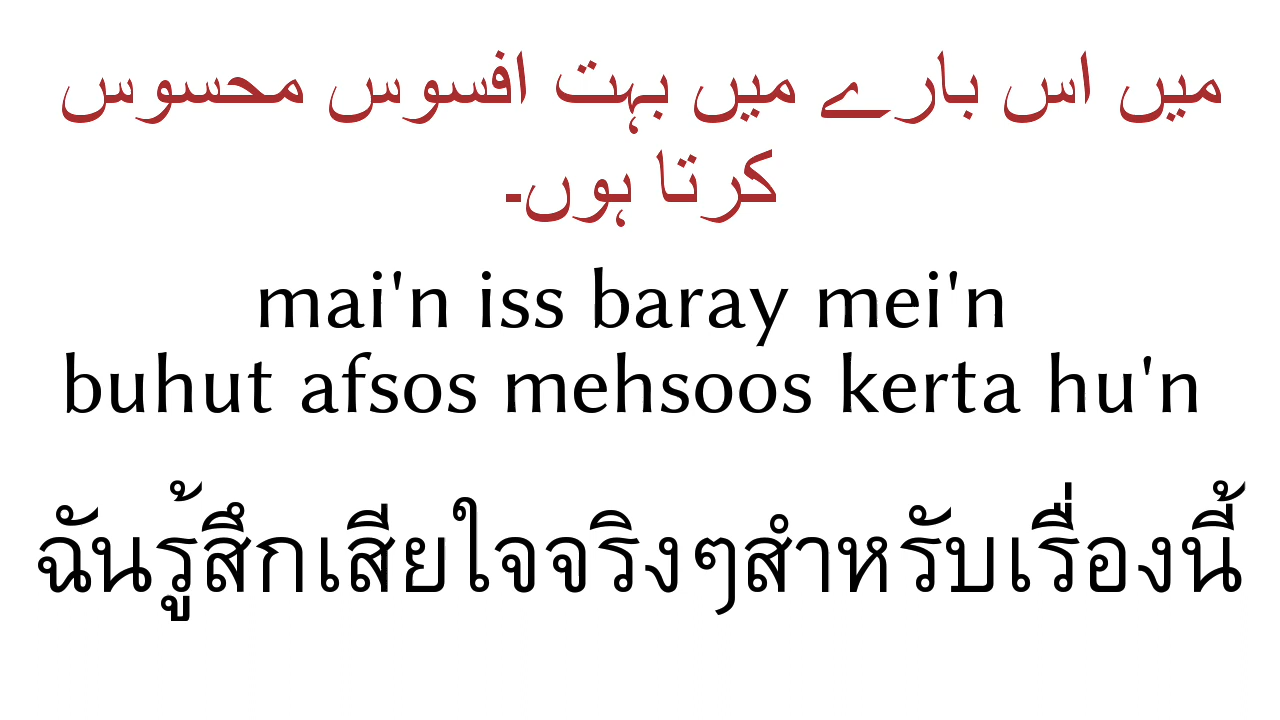 میں اس بارے میں بہت افسوس محسوس
کرتا ہوں۔
mai'n iss baray mei'n
buhut afsos mehsoos kerta hu'n
ฉันรู้สึกเสียใจจริงๆสำหรับเรื่องนี้